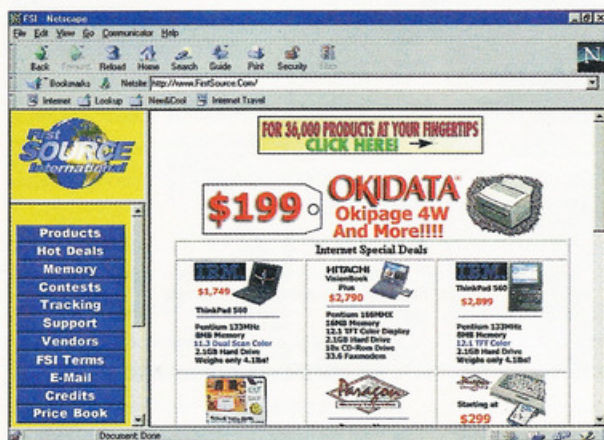 FSI - Netscape
File Edit View Go Communicator Help
Back Forward Reload Home Search Guide Print Security Stop
N
Bookmarks Netsite: http://www.FirstSource.Com/
Internet Lookup New&Cool Internet Travel
First
SOURCE
International
Products
Hot Deals
Memory
Contests
Tracking
Support
Vendors
FSI Terms
E-Mail
Credits
Price Book
FOR 36,000 PRODUCTS AT YOUR FINGERTIPS
CLICK HERE!
$199
OKIDATA
Okipage 4W
And More!!!!
Internet Special Deals
IBM
$1,749
ThinkPad 560
Pentium 133MHz
8MB Memory
11.3 Dual Scan Color
2.1GB Hard Drive
Weighs only 4.1lbs!
HITACHI
VisionBook
Plus
$2,790
Pentium 166MMX
16MB Memory
12.1 TFT Color Display
2.1GB Hard Drive
10x CD-Rom Drive
33.6 Faxmodem
IBM
ThinkPad 560
$2,899
Pentium 133MHz
8MB Memory
12.1 TFT Color
2.1GB Hard Drive
Weighs only 4.1lbs!
Paragon
Starting at
$299
Document: Done